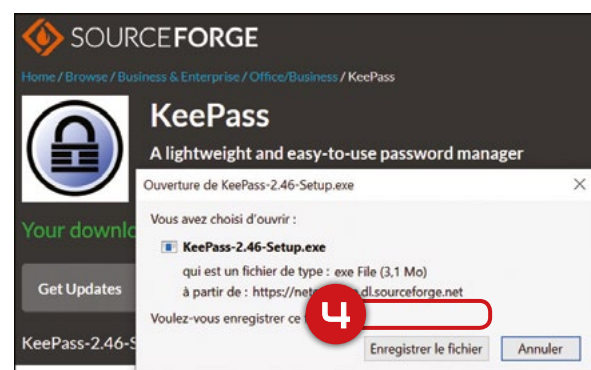 SOURCEFORGE
Home / Browse / Business & Enterprise / Office/Business / KeePass
KeePass
A lightweight and easy-to-use password manager
Ouverture de KeePass-2.46-Setup.exe
Your downlo
Vous avez choisi d'ouvrir :
KeePass-2.46-Setup.exe
qui est un fichier de type : exe File (3,1 Mo)
Get Updates
à partir de : https://net .dl.sourceforge.net
Voulez-vous enregistrer ce
4
KeePass-2.46-S
Enregistrer le fichier
Annuler